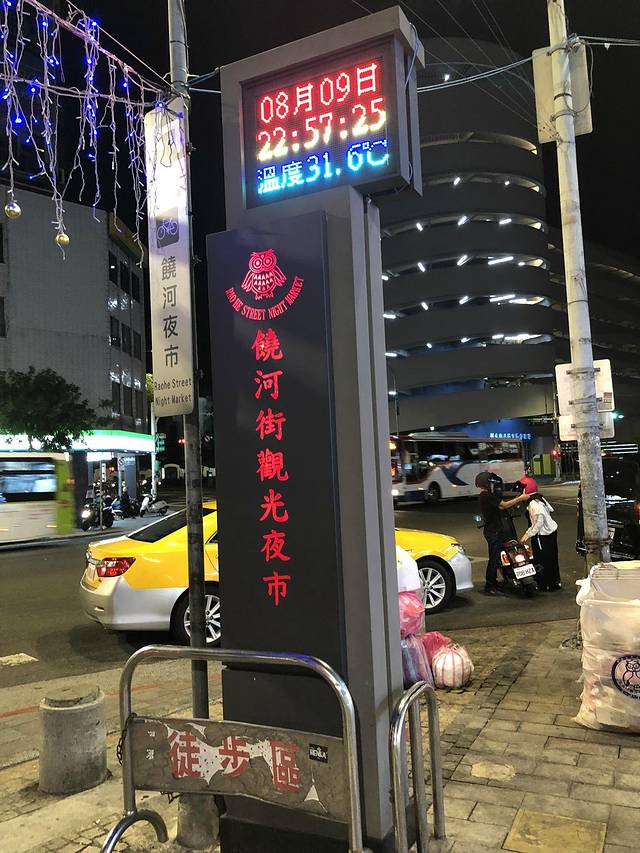 08月09日
22:57:25
溫度31.6℃
RAOHE STREET NIGHT MARKET
饒河街觀光夜市
饒河夜市
Raohe Street
Night Market
徒步區